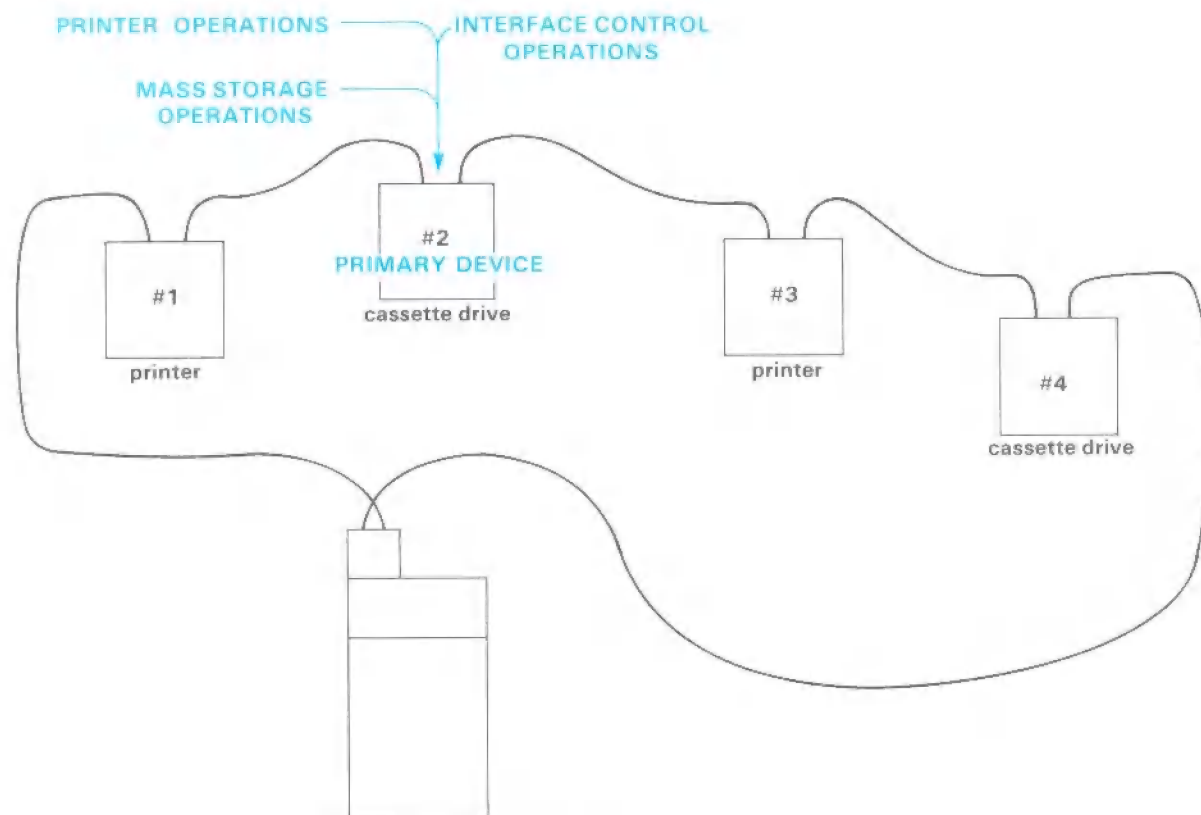 PRINTER OPERATIONS
INTERFACE CONTROL
OPERATIONS
MASS STORAGE
OPERATIONS
#1
printer
#2
PRIMARY DEVICE
cassette drive
#3
printer
#4
cassette drive